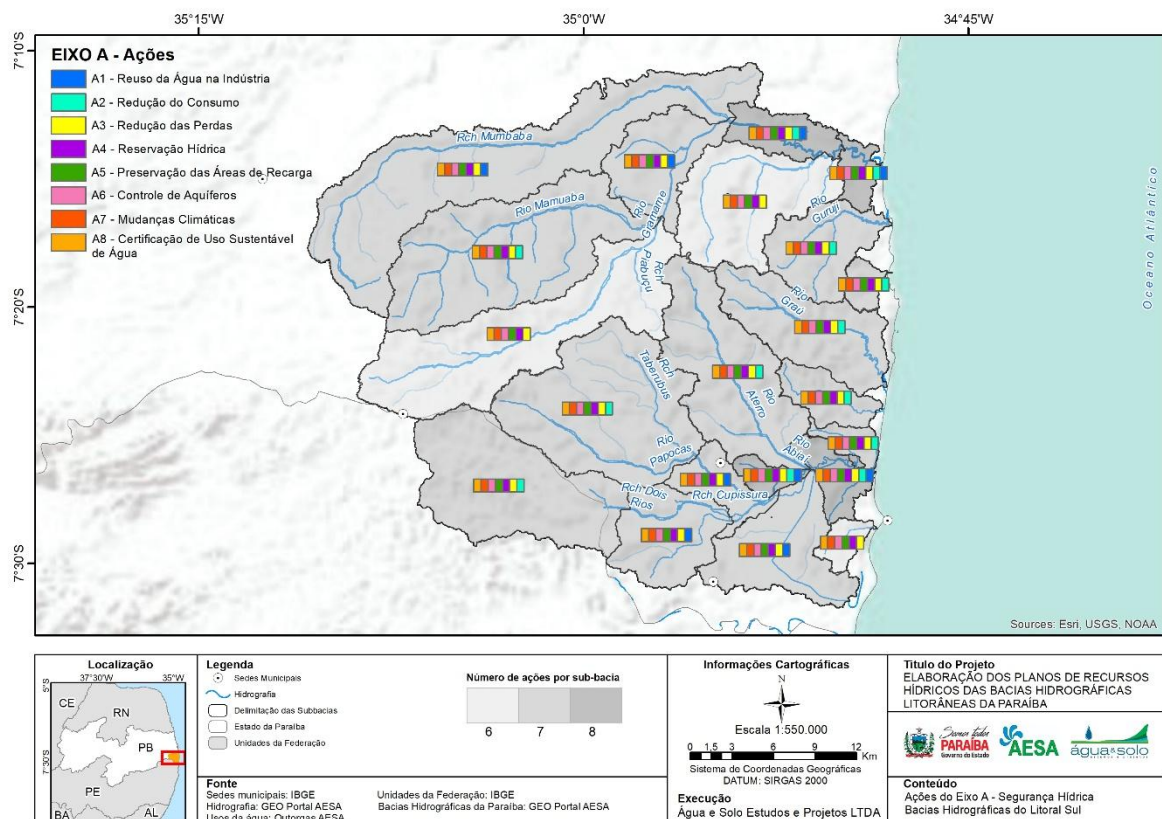 35°15'W
35°0'W
34°45'W
7°10'S
7°20'S
7°30'S
EIXO A - Ações
A1 - Reuso da Água na Indústria
A2 - Redução do Consumo
A3 - Redução das Perdas
A4 - Reservação Hídrica
A5 - Preservação das Áreas de Recarga
A6 - Controle de Aquíferos
A7 - Mudanças Climáticas
A8 - Certificação de Uso Sustentável
de Água
Rch Mumbaba
Rio Mamuaba
Rio
Gramame
Rch
Piabuçu
Rio
Guruji
Rio
Graú
Rch
Taberubus
Rio
Aterro
Rio
Papocas
Rio
Abiaí
Rch Dois
Rios
Rch Cupissura
Oceano Atlântico
Sources: Esri, USGS, NOAA
Localização
37°30'W
35°W
5°S
7°30'S
CE
RN
PB
PE
AL
BA
Legenda
Sedes Municipais
Hidrografia
Delimitação das Subbacias
Estado da Paraíba
Unidades da Federação
Número de ações por sub-bacia
6
7
8
Fonte
Sedes municipais: IBGE
Hidrografia: GEO Portal AESA
Usos da água: Outorgas AESA
Unidades da Federação: IBGE
Bacias Hidrográficas da Paraíba: GEO Portal AESA
Informações Cartográficas
N
Escala 1:550.000
0 1,5 3 6 9 12
Km
Sistema de Coordenadas Geográficas
DATUM: SIRGAS 2000
Execução
Água e Solo Estudos e Projetos LTDA
Titulo do Projeto
ELABORAÇÃO DOS PLANOS DE RECURSOS
HÍDRICOS DAS BACIAS HIDROGRÁFICAS
LITORÂNEAS DA PARAÍBA
Somos todos
PARAÍBA
Governo do Estado
AESA
água&solo
Conteúdo
Ações do Eixo A - Segurança Hídrica
Bacias Hidrográficas do Litoral Sul